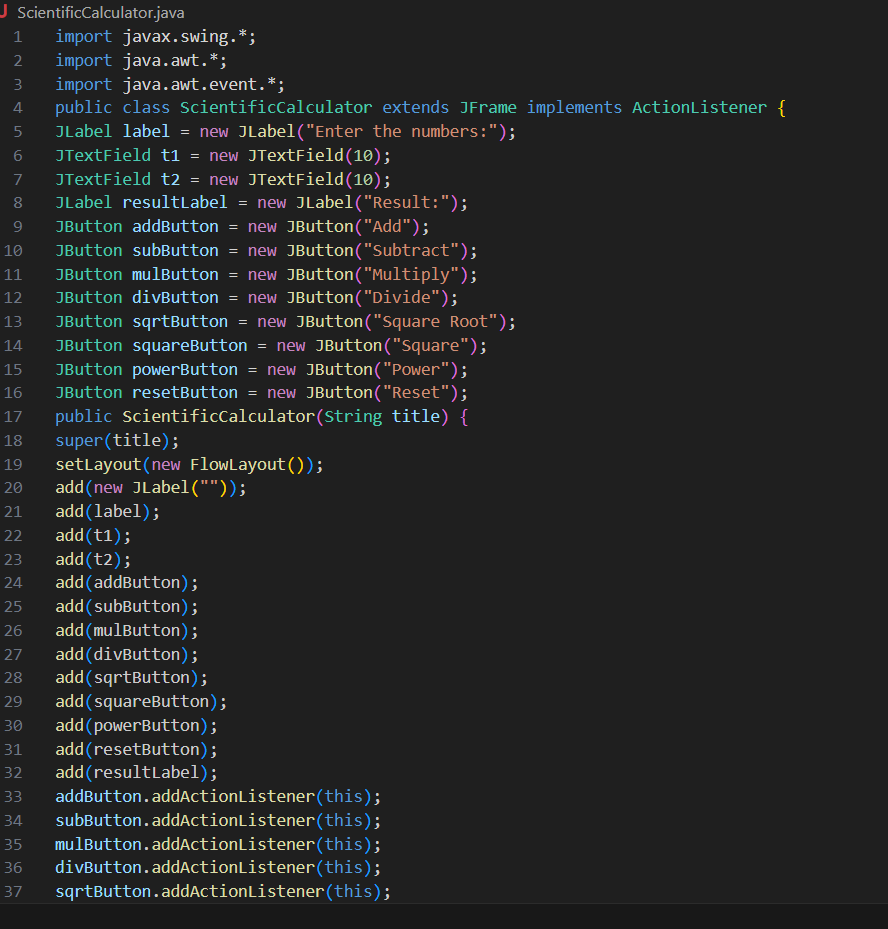 J ScientificCalculator.java
1 import javax.swing.*;
2 import java.awt.*;
3 import java.awt.event.*;
4 public class ScientificCalculator extends JFrame implements ActionListener {
5 JLabel label = new JLabel("Enter the numbers:");
6 JTextField t1 = new JTextField(10);
7 JTextField t2 = new JTextField(10);
8 JLabel resultLabel = new JLabel("Result:");
9 JButton addButton = new JButton("Add");
10 JButton subButton = new JButton("Subtract");
11 JButton mulButton = new JButton("Multiply");
12 JButton divButton = new JButton("Divide");
13 JButton sqrtButton = new JButton("Square Root");
14 JButton squareButton = new JButton("Square");
15 JButton powerButton = new JButton("Power");
16 JButton resetButton = new JButton("Reset");
17 public ScientificCalculator(String title) {
18 super(title);
19 setLayout(new FlowLayout());
20 add(new JLabel(""));
21 add(label);
22 add(t1);
23 add(t2);
24 add(addButton);
25 add(subButton);
26 add(mulButton);
27 add(divButton);
28 add(sqrtButton);
29 add(squareButton);
30 add(powerButton);
31 add(resetButton);
32 add(resultLabel);
33 addButton.addActionListener(this);
34 subButton.addActionListener(this);
35 mulButton.addActionListener(this);
36 divButton.addActionListener(this);
37 sqrtButton.addActionListener(this);